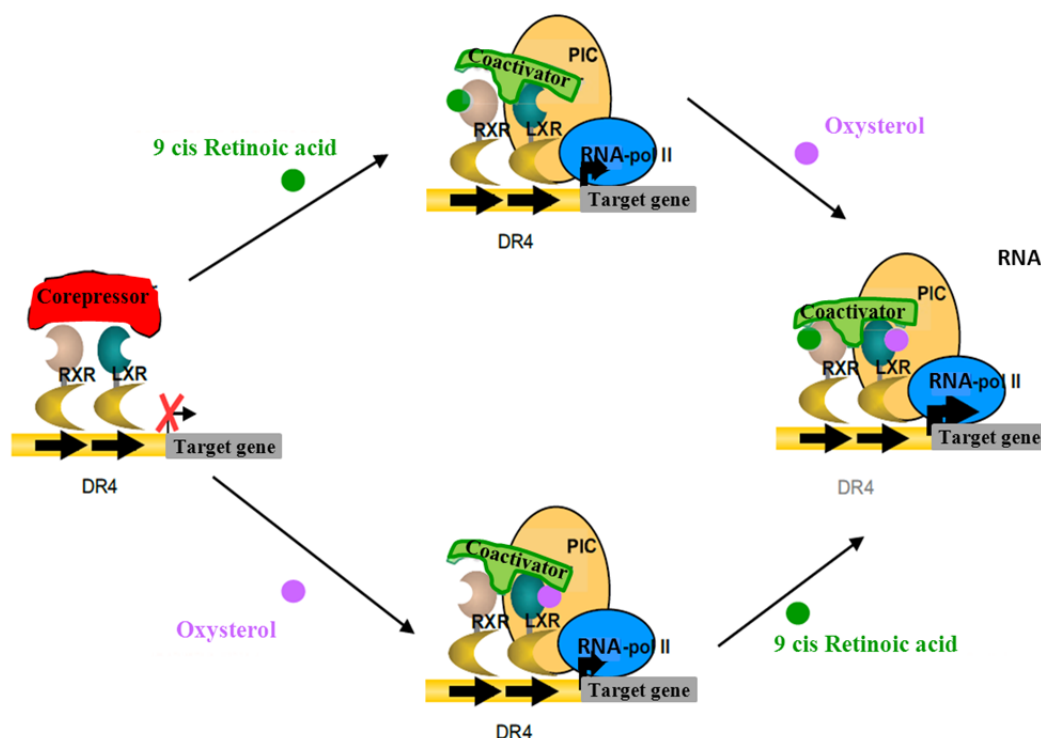 PIC
Coactivator
RXR
LXR
RNA-pol II
Target gene
DR4
9 cis Retinoic acid
Oxysterol
RNA
Corepressor
RXR
LXR
Target gene
DR4
PIC
Coactivator
RXR
LXR
RNA-pol II
Target gene
DR4
Oxysterol
PIC
Coactivator
RXR
LXR
RNA-pol II
Target gene
DR4
9 cis Retinoic acid